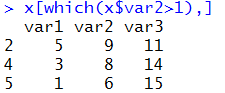 > x[which(x$var2>1),]
  var1 var2 var3
2    5    9   11
4    3    8   14
5    1    6   15